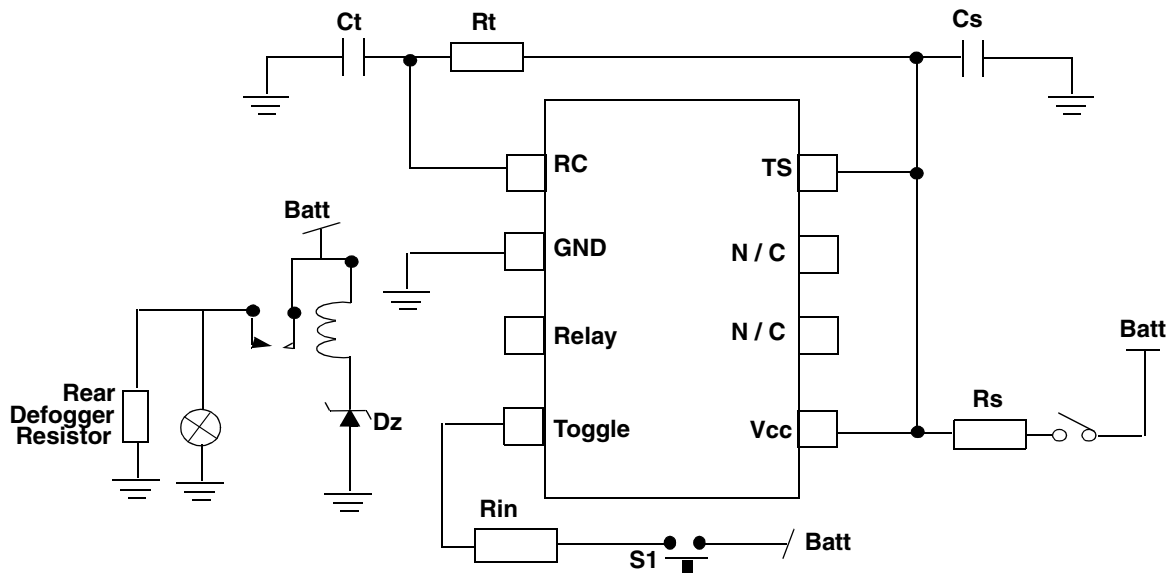 Ct
Rt
Cs
RC
TS
Batt
GND
N / C
Relay
N / C
Batt
Rear
Defogger
Resistor
Dz
Toggle
Vcc
Rs
Rin
S1
Batt